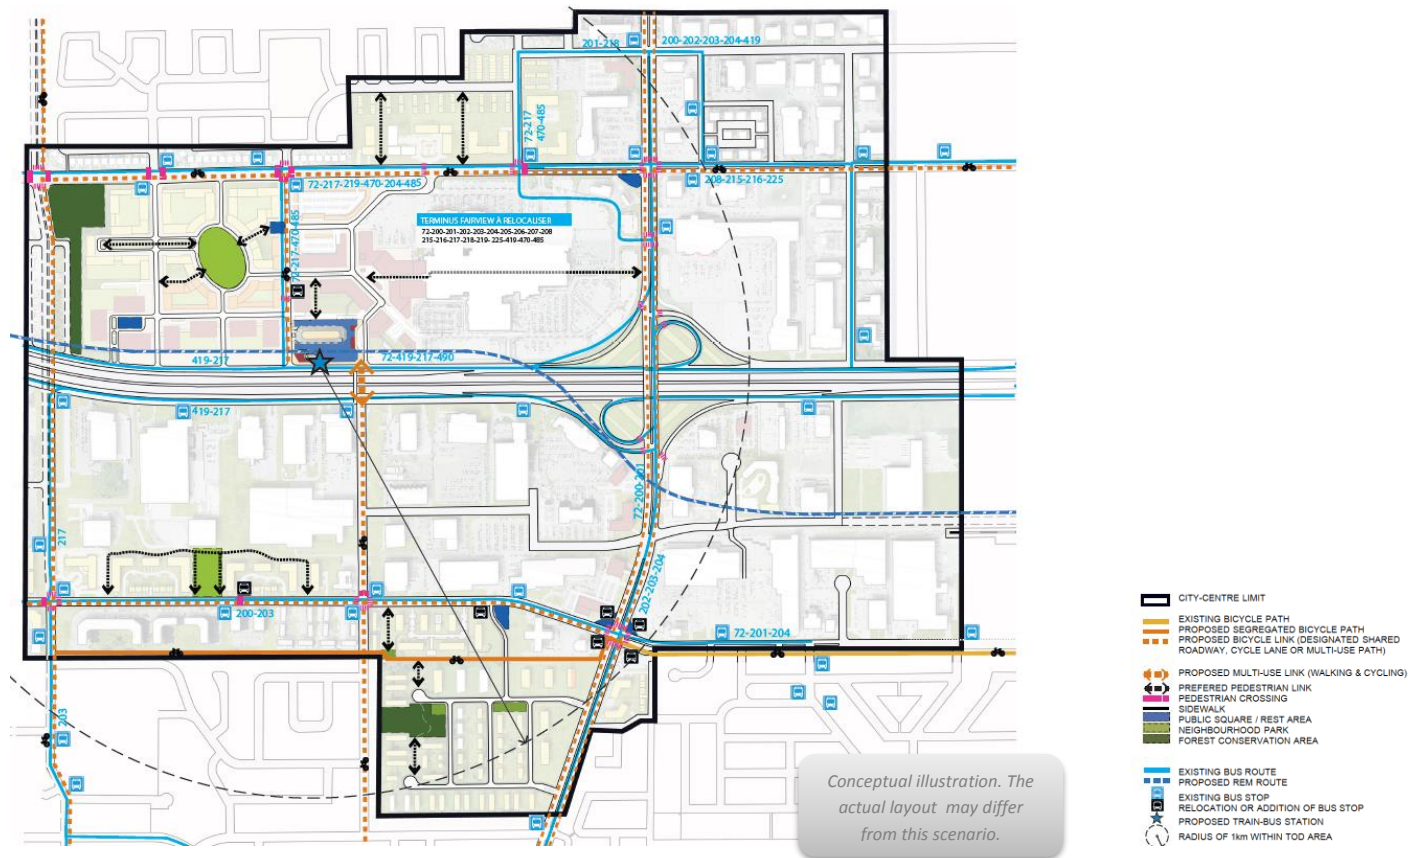 201-218
200-202-203-204-419
72-217
470-485
72-217-219-470-204-485
208-215-216-225
TERMINUS FAIRVIEW À RELOCALISER
72-200-201-202-203-204-205-206-207-208
215-216-217-218-219- 225-419-470-485
72-217-470-485
419-217
72-419-217-490
419-217
72-200-201
217
202-203-204
200-203
72-201-204
203
Conceptual illustration. The
actual layout may differ
from this scenario.
CITY-CENTRE LIMIT
EXISTING BICYCLE PATH
PROPOSED SEGREGATED BICYCLE PATH
PROPOSED BICYCLE LINK (DESIGNATED SHARED
ROADWAY, CYCLE LANE OR MULTI-USE PATH)
PROPOSED MULTI-USE LINK (WALKING & CYCLING)
PREFERED PEDESTRIAN LINK
PEDESTRIAN CROSSING
SIDEWALK
PUBLIC SQUARE / REST AREA
NEIGHBOURHOOD PARK
FOREST CONSERVATION AREA
EXISTING BUS ROUTE
PROPOSED REM ROUTE
EXISTING BUS STOP
RELOCATION OR ADDITION OF BUS STOP
PROPOSED TRAIN-BUS STATION
RADIUS OF 1km WITHIN TOD AREA